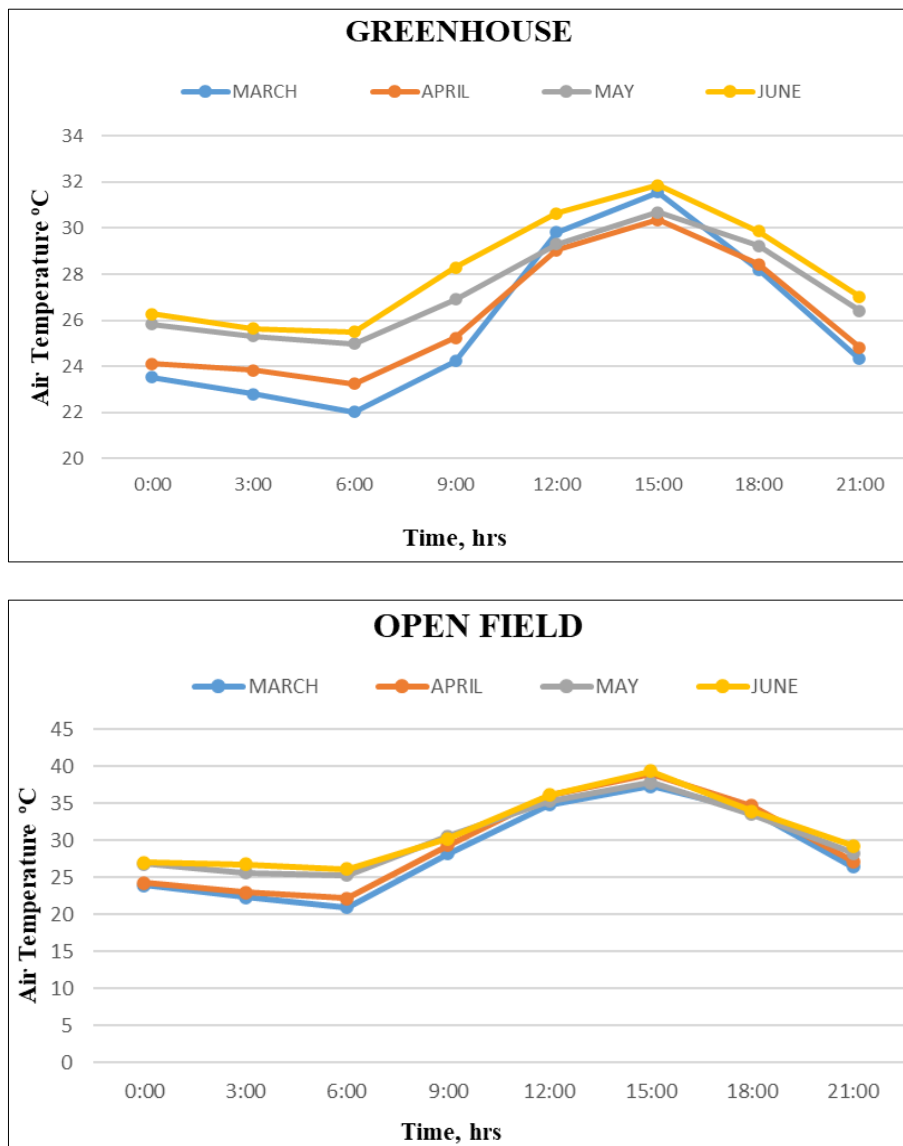 GREENHOUSE
MARCH APRIL MAY JUNE
34
32
30
28
26
24
22
20
Air Temperature ºC
0:00 3:00 6:00 9:00 12:00 15:00 18:00 21:00
Time, hrs
OPEN FIELD
MARCH APRIL MAY JUNE
45
40
35
30
25
20
15
10
5
0
Air Temperature ºC
0:00 3:00 6:00 9:00 12:00 15:00 18:00 21:00
Time, hrs